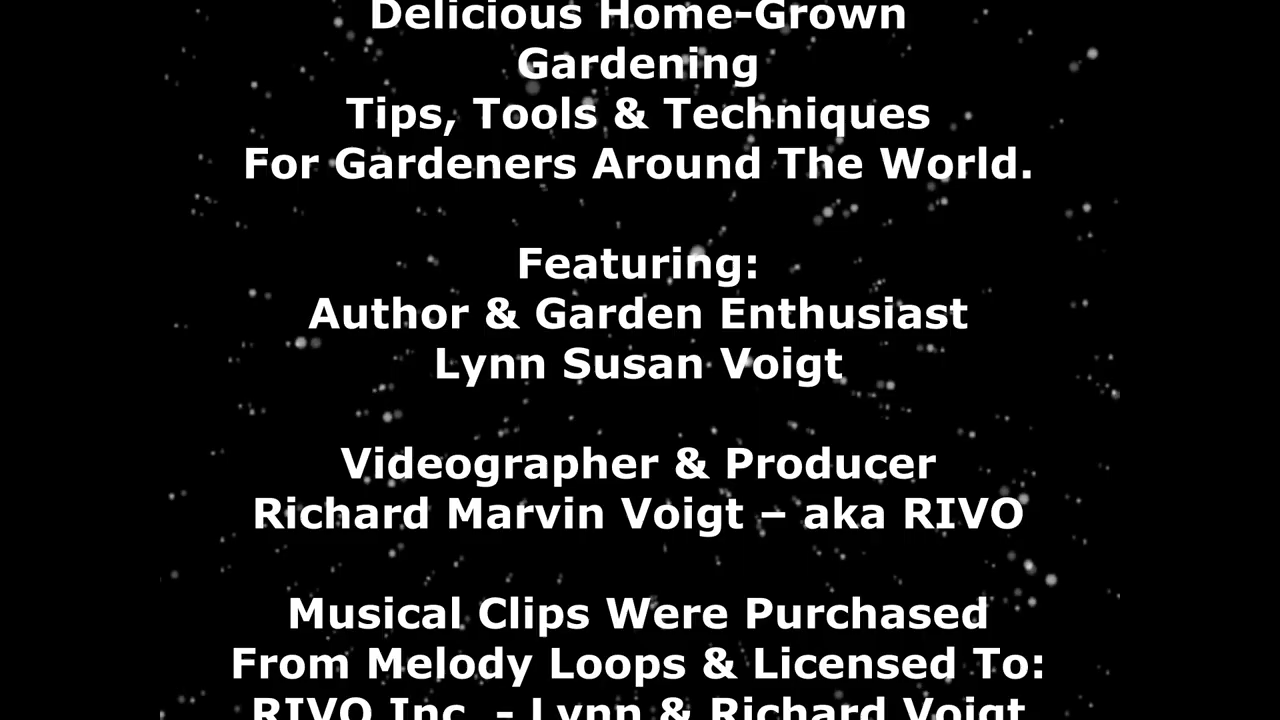 Delicious Home-Grown
Gardening
Tips, Tools & Techniques
For Gardeners Around The World.
Featuring:
Author & Garden Enthusiast
Lynn Susan Voigt
Videographer & Producer
Richard Marvin Voigt – aka RIVO
Musical Clips Were Purchased
From Melody Loops & Licensed To:
RIVO Inc. - Lynn & Richard Voigt